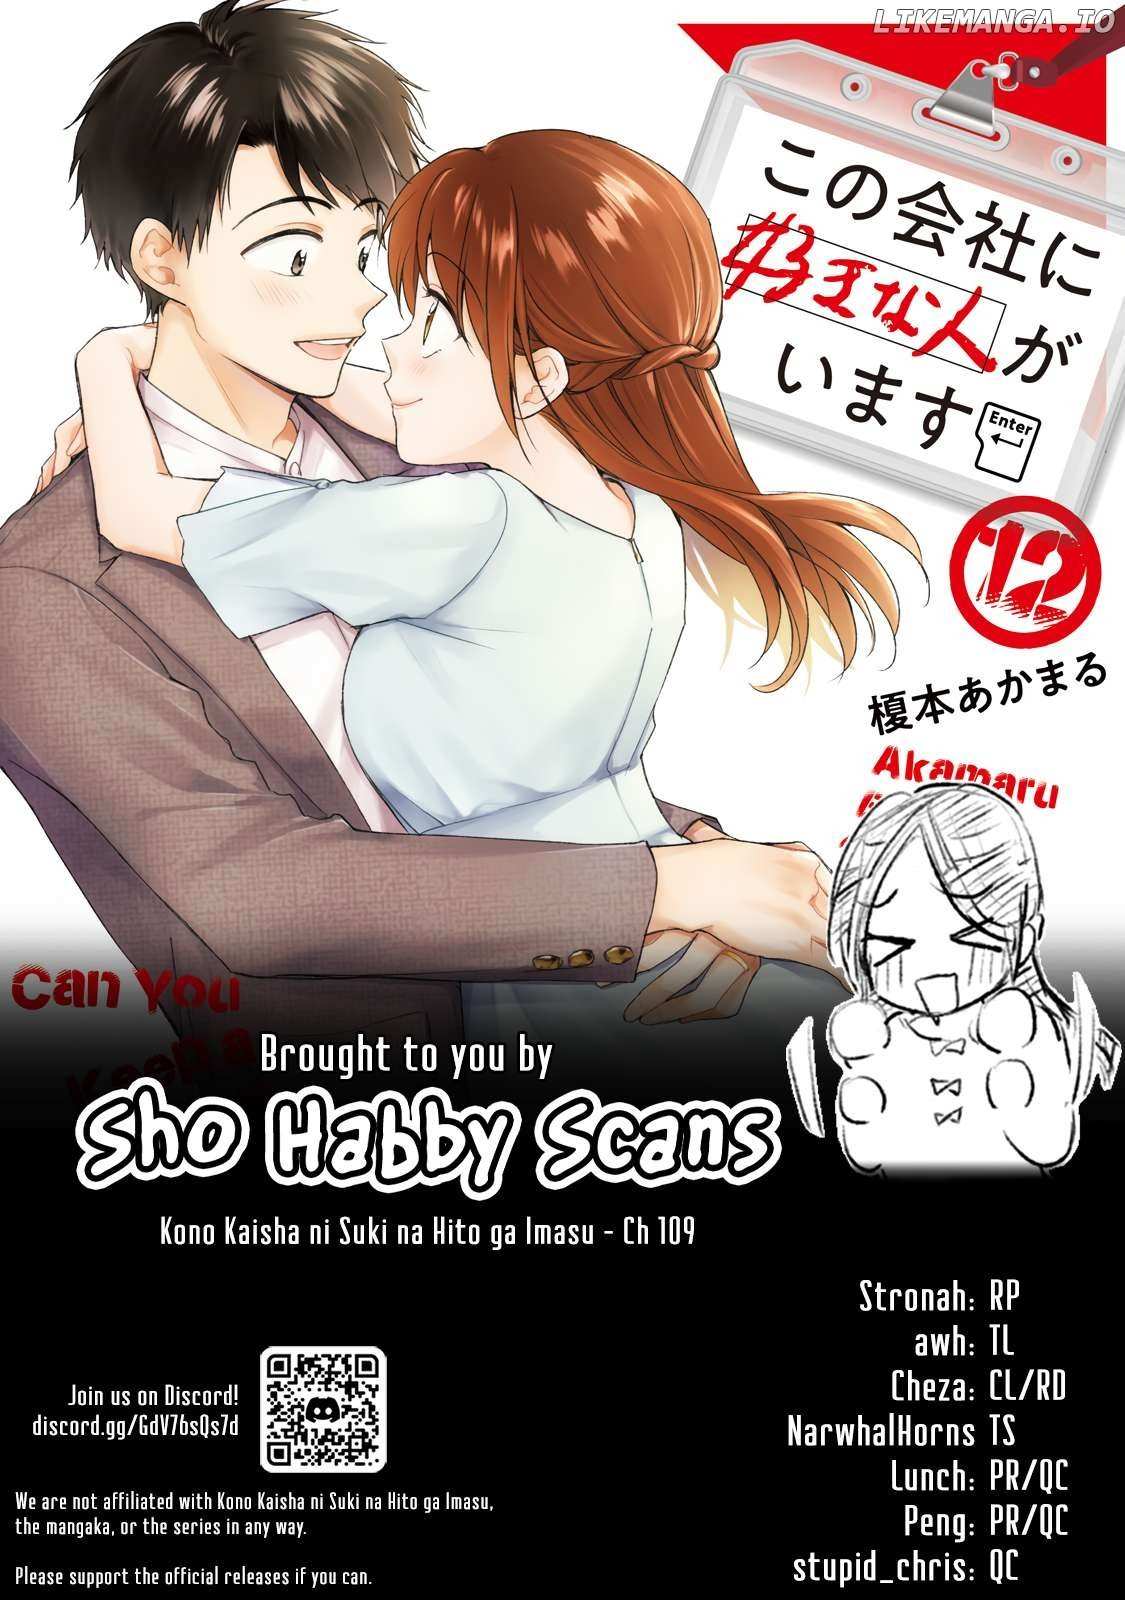 LIKEMANGA.IO
この会社に
好きな人が
います
Enter
12
榎本あかまる
Akamaru
Can You
Keep a
Brought to you by
Sho Habby Scans
Kono Kaisha ni Suki na Hito ga Imasu - Ch 109
Stronah: RP
awh: TL
Cheza: CL/RD
NarwhalHorns TS
Lunch: PR/QC
Peng: PR/QC
stupid_chris: QC
Join us on Discord!
discord.gg/GdV76sQs7d
We are not affiliated with Kono Kaisha ni Suki na Hito ga Imasu,
the mangaka, or the series in any way.
Please support the official releases if you can.